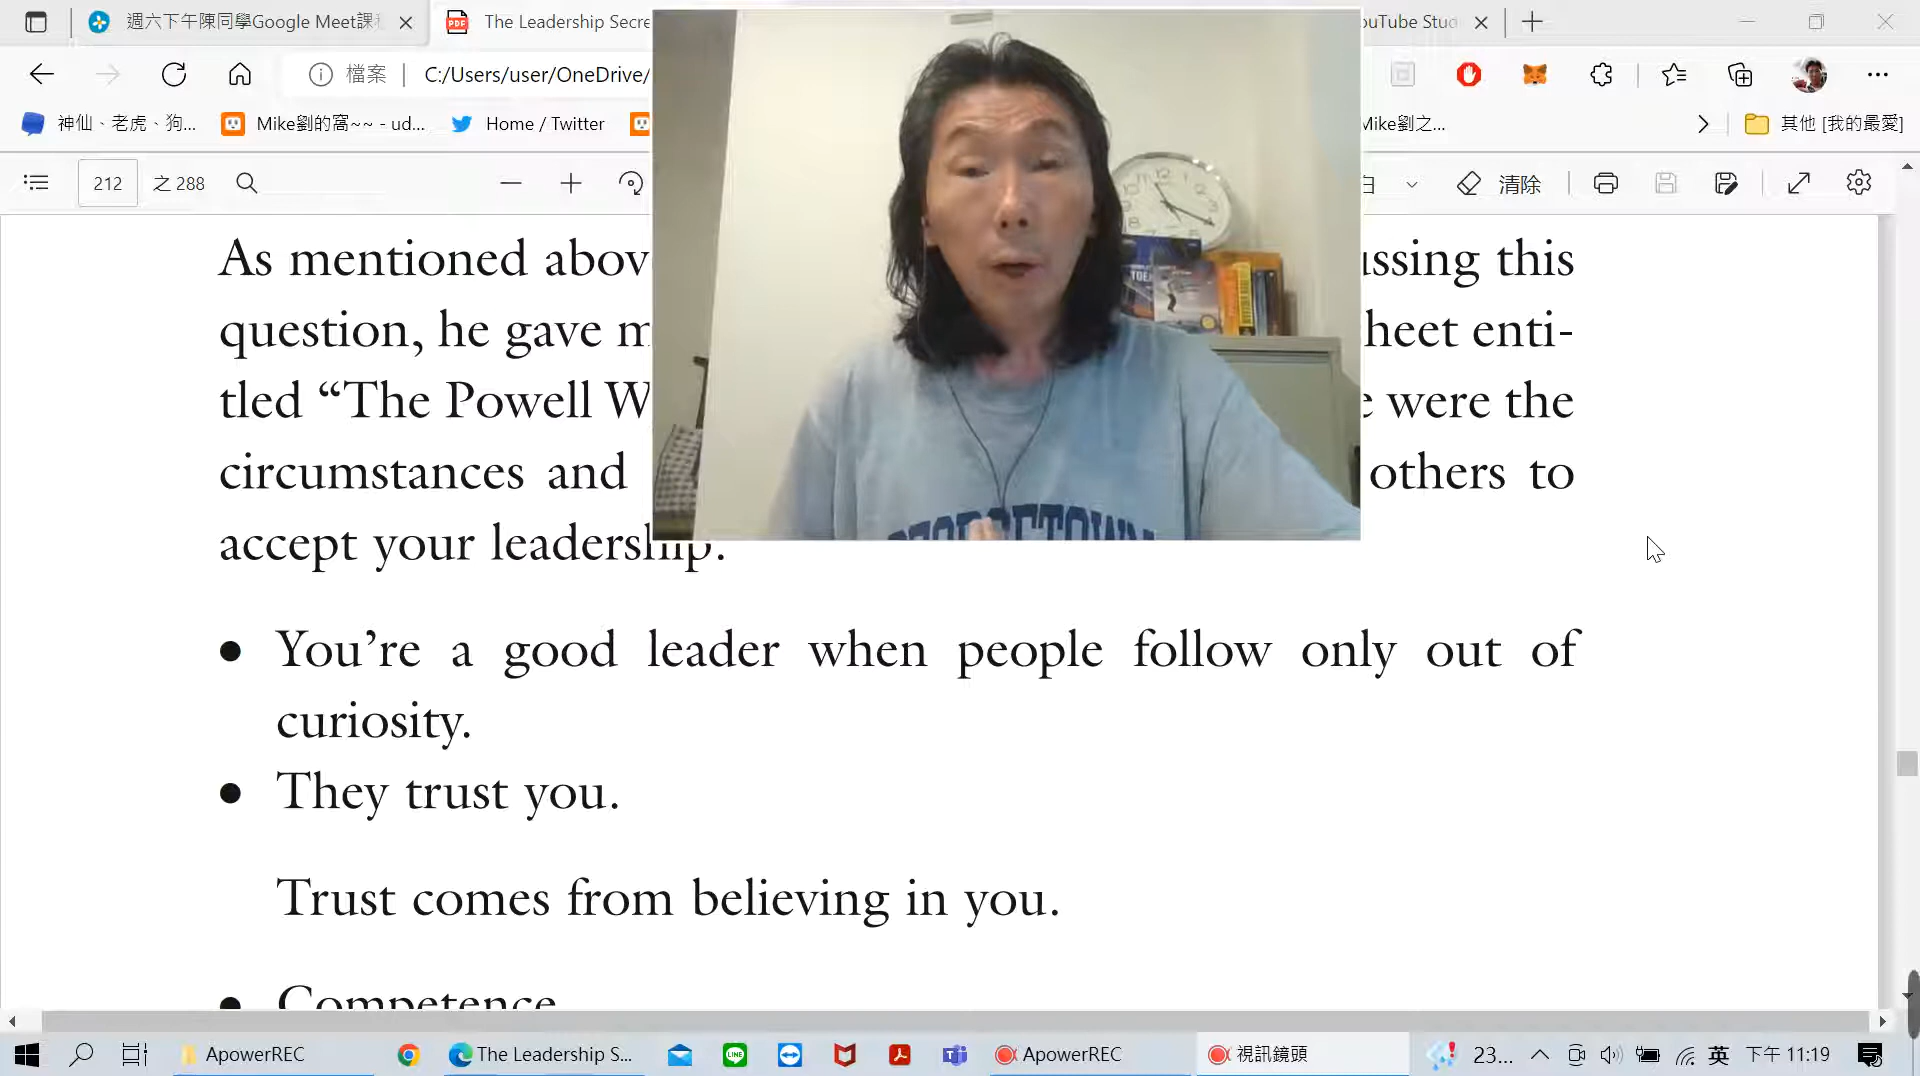 週六下午陳同學Google Meet課程
The Leadership Secre
ouTube Stud
檔案
C:/Users/user/OneDrive/
神仙、老虎、狗...
Mike劉的窩~~ - ud...
Home / Twitter
Mike劉之...
其他 [我的最愛]
212
之 288
清除
As mentioned abov
ussing this
question, he gave m
heet enti-
tled “The Powell W
e were the
circumstances and
others to
accept your leadership.
GEORGETOWN
● You’re a good leader when people follow only out of
curiosity.
● They trust you.
Trust comes from believing in you.
● Competence
ApowerREC
The Leadership S...
LINE
ApowerREC
視訊鏡頭
23...
英
下午 11:19